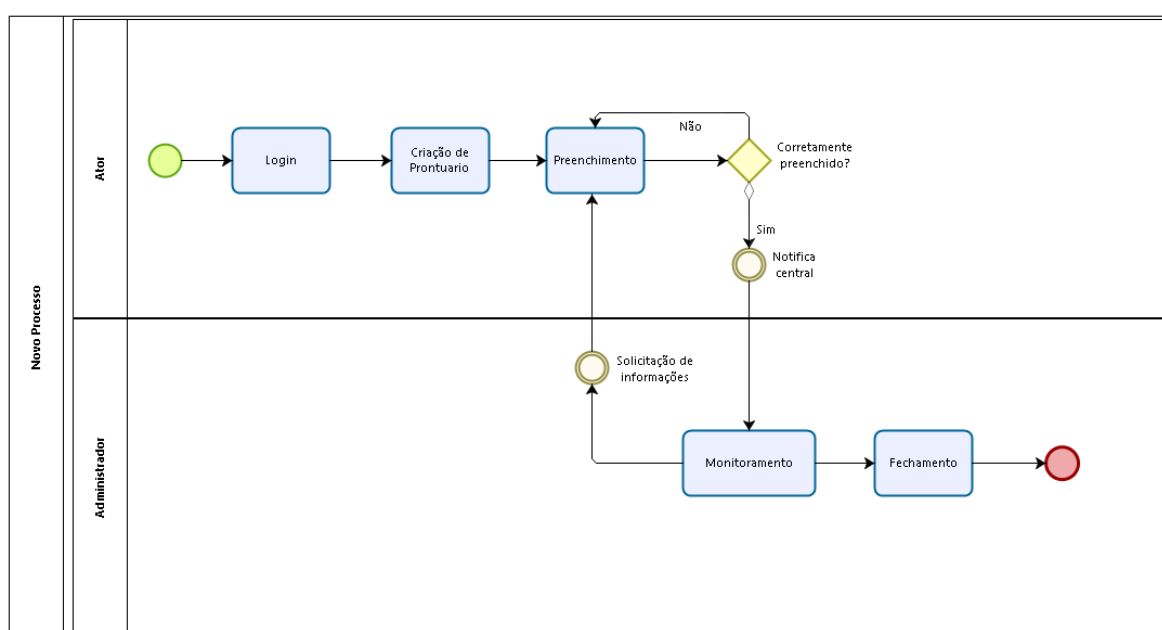 Novo Processo
Ator
Login
Criação de
Prontuario
Preenchimento
Não
Corretamente
preenchido?
Sim
Notifica
central
Administrador
Solicitação de
informações
Monitoramento
Fechamento